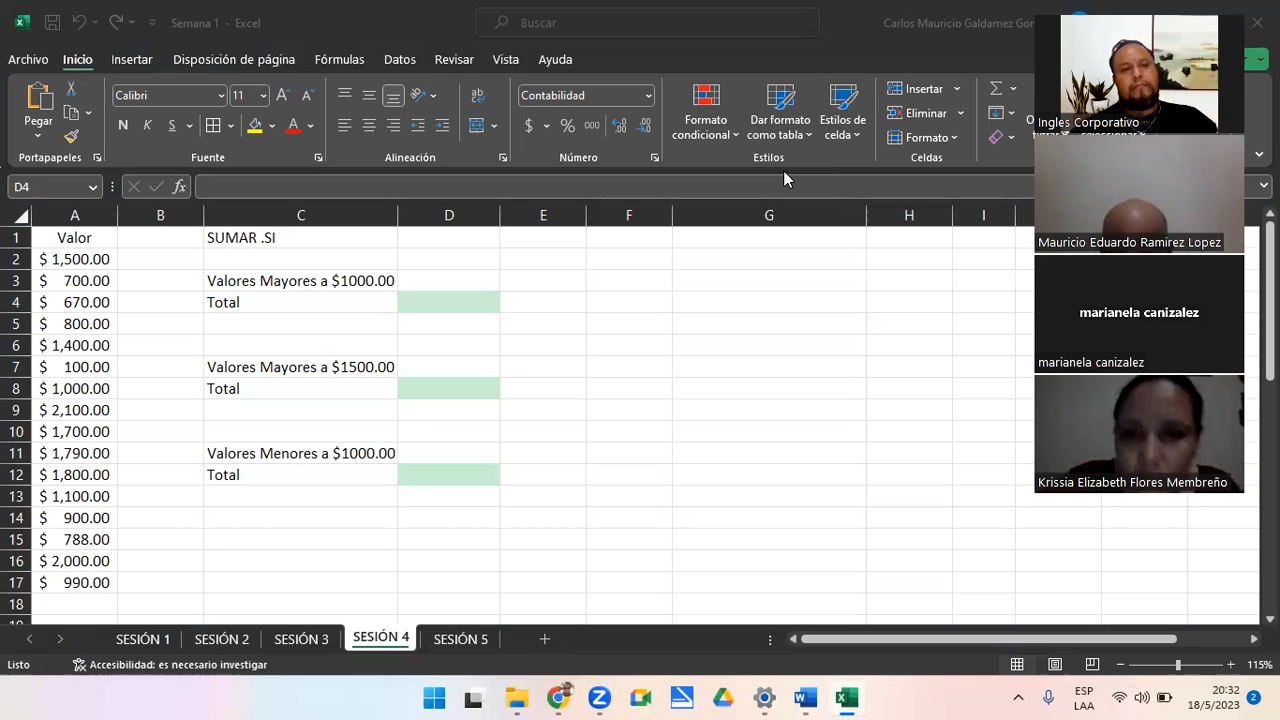 Semana 1 - Excel
Buscar
Carlos Mauricio Galdamez Gor
Archivo Inicio Insertar Disposición de página Fórmulas Datos Revisar Vista Ayuda
Pegar
Portapapeles
Calibri 11
N K S
Fuente
Alineación
Contabilidad
$ % 000
Número
Formato condicional
Dar formato como tabla
Estilos de celda
Estilos
Insertar
Eliminar
Formato
Celdas
D4
fx
A B C D E F G H I
1 Valor SUMAR .SI
2 $ 1,500.00
3 $ 700.00 Valores Mayores a $1000.00
4 $ 670.00 Total
5 $ 800.00
6 $ 1,400.00
7 $ 100.00 Valores Mayores a $1500.00
8 $ 1,000.00 Total
9 $ 2,100.00
10 $ 1,700.00
11 $ 1,790.00 Valores Menores a $1000.00
12 $ 1,800.00 Total
13 $ 1,100.00
14 $ 900.00
15 $ 788.00
16 $ 2,000.00
17 $ 990.00
18
Ingles Corporativo
Mauricio Eduardo Ramirez Lopez
marianela canizalez
marianela canizalez
Krissia Elizabeth Flores Membreño
SESIÓN 1 SESIÓN 2 SESIÓN 3 SESIÓN 4 SESIÓN 5
Listo Accesibilidad: es necesario investigar 115%
ESP
LAA
20:32
18/5/2023
2